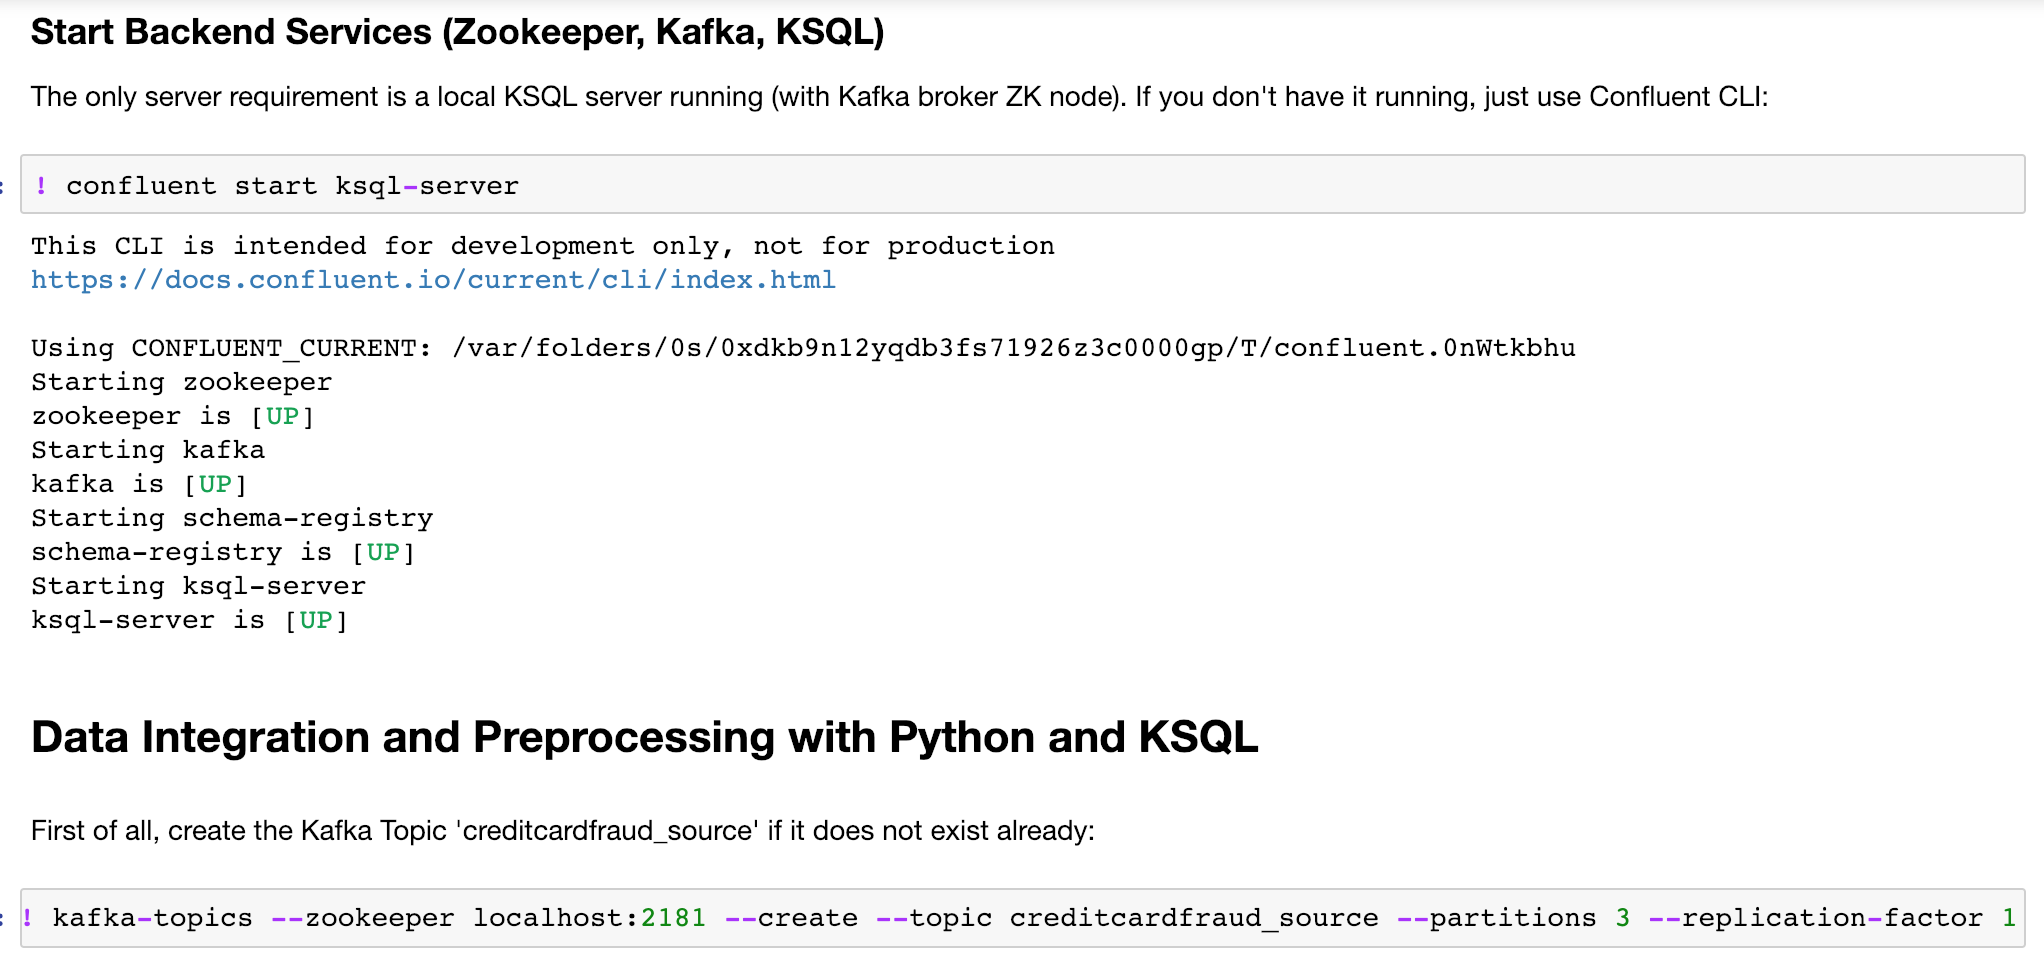 Start Backend Services (Zookeeper, Kafka, KSQL)
The only server requirement is a local KSQL server running (with Kafka broker ZK node). If you don't have it running, just use Confluent CLI:
: ! confluent start ksql-server
This CLI is intended for development only, not for production
https://docs.confluent.io/current/cli/index.html
Using CONFLUENT_CURRENT: /var/folders/0s/0xdkb9n12yqdb3fs71926z3c0000gp/T/confluent.0nWtkbhu
Starting zookeeper
zookeeper is [UP]
Starting kafka
kafka is [UP]
Starting schema-registry
schema-registry is [UP]
Starting ksql-server
ksql-server is [UP]
Data Integration and Preprocessing with Python and KSQL
First of all, create the Kafka Topic 'creditcardfraud_source' if it does not exist already:
: ! kafka-topics --zookeeper localhost:2181 --create --topic creditcardfraud_source --partitions 3 --replication-factor 1